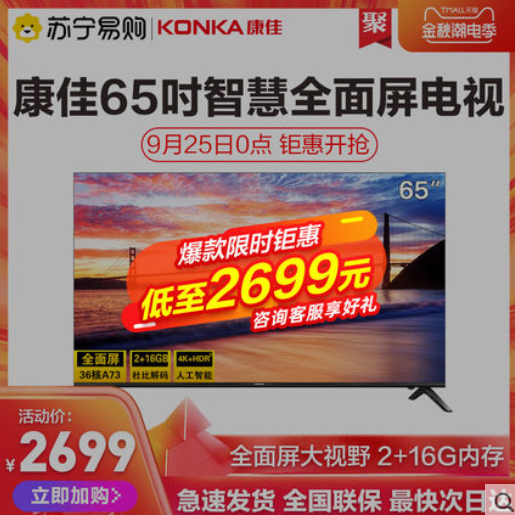 苏宁易购 KONKA康佳
聚
TMALL天猫
金秋潮电季
康佳65吋智慧全面屏电视
9月25日0点 钜惠开抢
65"
爆款限时钜惠
低至2699元
咨询客服享好礼
全面屏 2+16GB 4K+HDR
36核A73 杜比解码 人工智能
KONKA
活动价:
¥2699
立即加购
全面屏大视野 2+16G内存
急速发货 全国联保 最快次日达